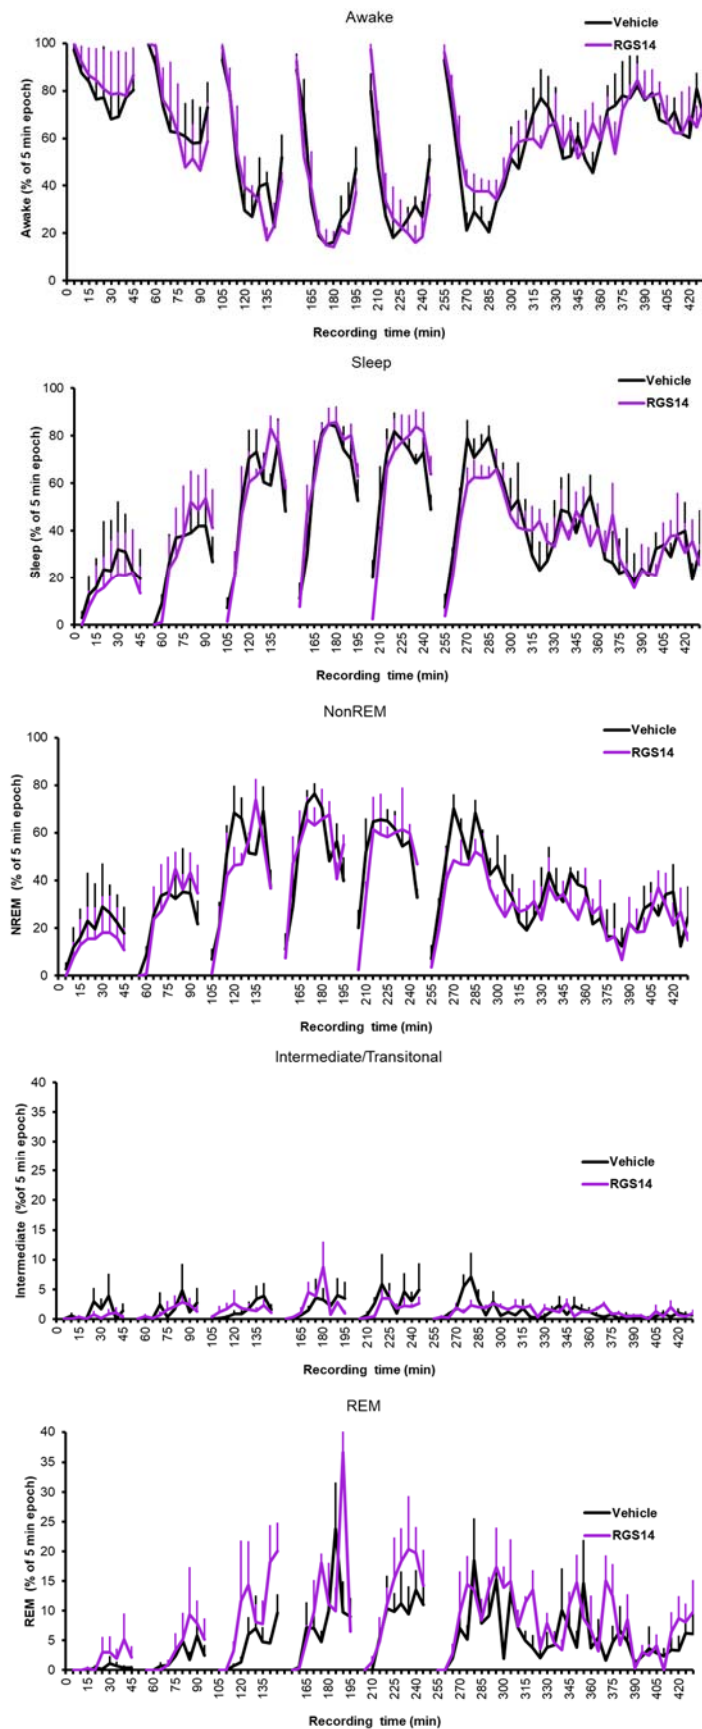 Awake
Vehicle
RGS14
Awake (% of 5 min epoch)
100
80
60
40
20
0
0 15 30 45 60 75 90 105 120 135 165 180 195 210 225 240 255 270 285 300 315 330 345 360 375 390 405 420
Recording time (min)
Sleep
Vehicle
RGS14
Sleep (% of 5 min epoch)
100
80
60
40
20
0
0 15 30 45 60 75 90 105 120 135 165 180 195 210 225 240 255 270 285 300 315 330 345 360 375 390 405 420
Recording time (min)
NonREM
Vehicle
RGS14
NREM (% of 5 min epoch)
100
80
60
40
20
0
0 15 30 45 60 75 90 105 120 135 165 180 195 210 225 240 255 270 285 300 315 330 345 360 375 390 405 420
Recording time (min)
Intermediate/Transitonal
Vehicle
RGS14
Intermediate (%of 5 min epoch)
40
35
30
25
20
15
10
5
0
0 15 30 45 60 75 90 105 120 135 165 180 195 210 225 240 255 270 285 300 315 330 345 360 375 390 405 420
Recording time (min)
REM
Vehicle
RGS14
REM (% of 5 min epoch)
40
35
30
25
20
15
10
5
0
0 15 30 45 60 75 90 105 120 135 165 180 195 210 225 240 255 270 285 300 315 330 345 360 375 390 405 420
Recording time (min)